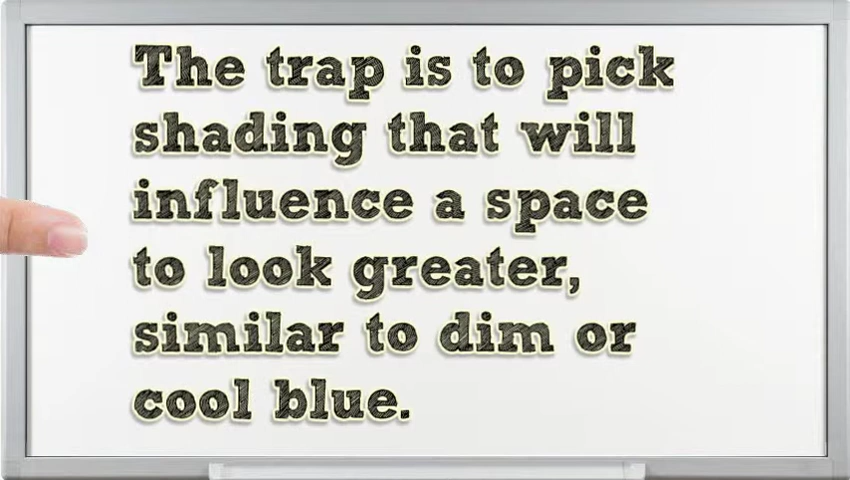 The trap is to pick
shading that will
influence a space
to look greater,
similar to dim or
cool blue.